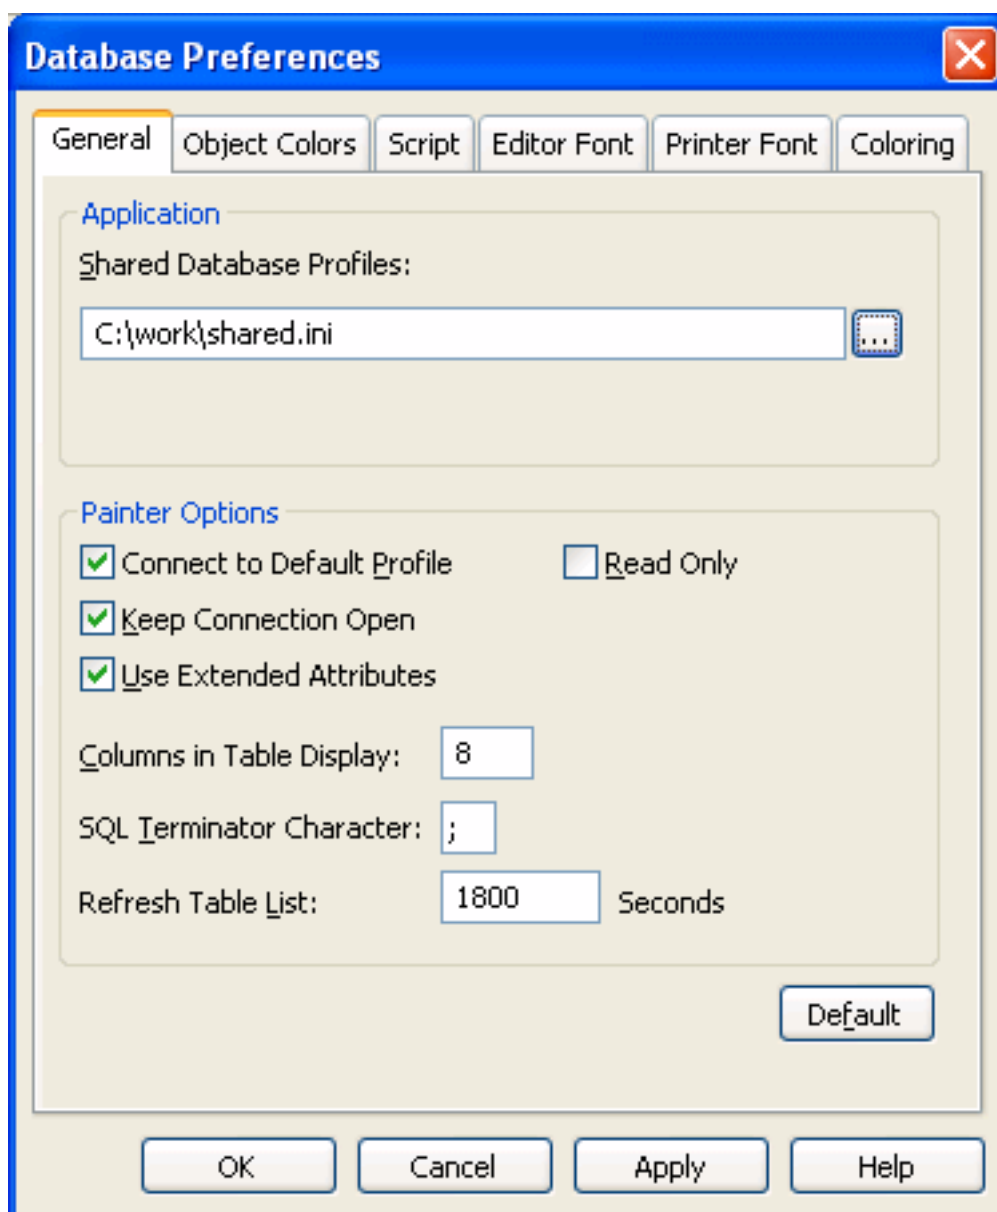 Database Preferences
General Object Colors Script Editor Font Printer Font Coloring
Application
Shared Database Profiles:
C:\work\shared.ini ...
Painter Options
Connect to Default Profile Read Only
Keep Connection Open
Use Extended Attributes
Columns in Table Display: 8
SQL Terminator Character: ;
Refresh Table List: 1800 Seconds
Default
OK Cancel Apply Help